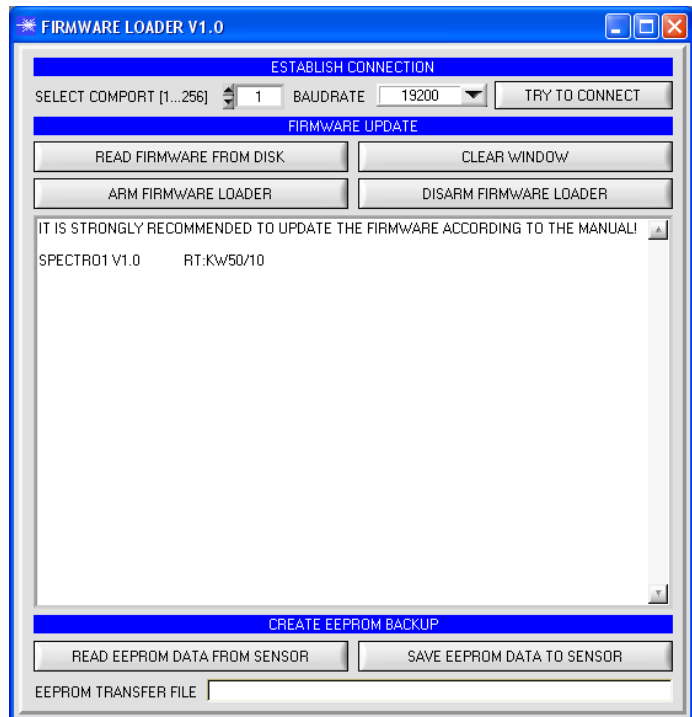 FIRMWARE LOADER V1.0
ESTABLISH CONNECTION
SELECT COMPORT [1...256] 1 BAUDRATE 19200 TRY TO CONNECT
FIRMWARE UPDATE
READ FIRMWARE FROM DISK CLEAR WINDOW
ARM FIRMWARE LOADER DISARM FIRMWARE LOADER
IT IS STRONGLY RECOMMENDED TO UPDATE THE FIRMWARE ACCORDING TO THE MANUAL!
SPECTRO1 V1.0 RT:KW50/10
CREATE EEPROM BACKUP
READ EEPROM DATA FROM SENSOR SAVE EEPROM DATA TO SENSOR
EEPROM TRANSFER FILE